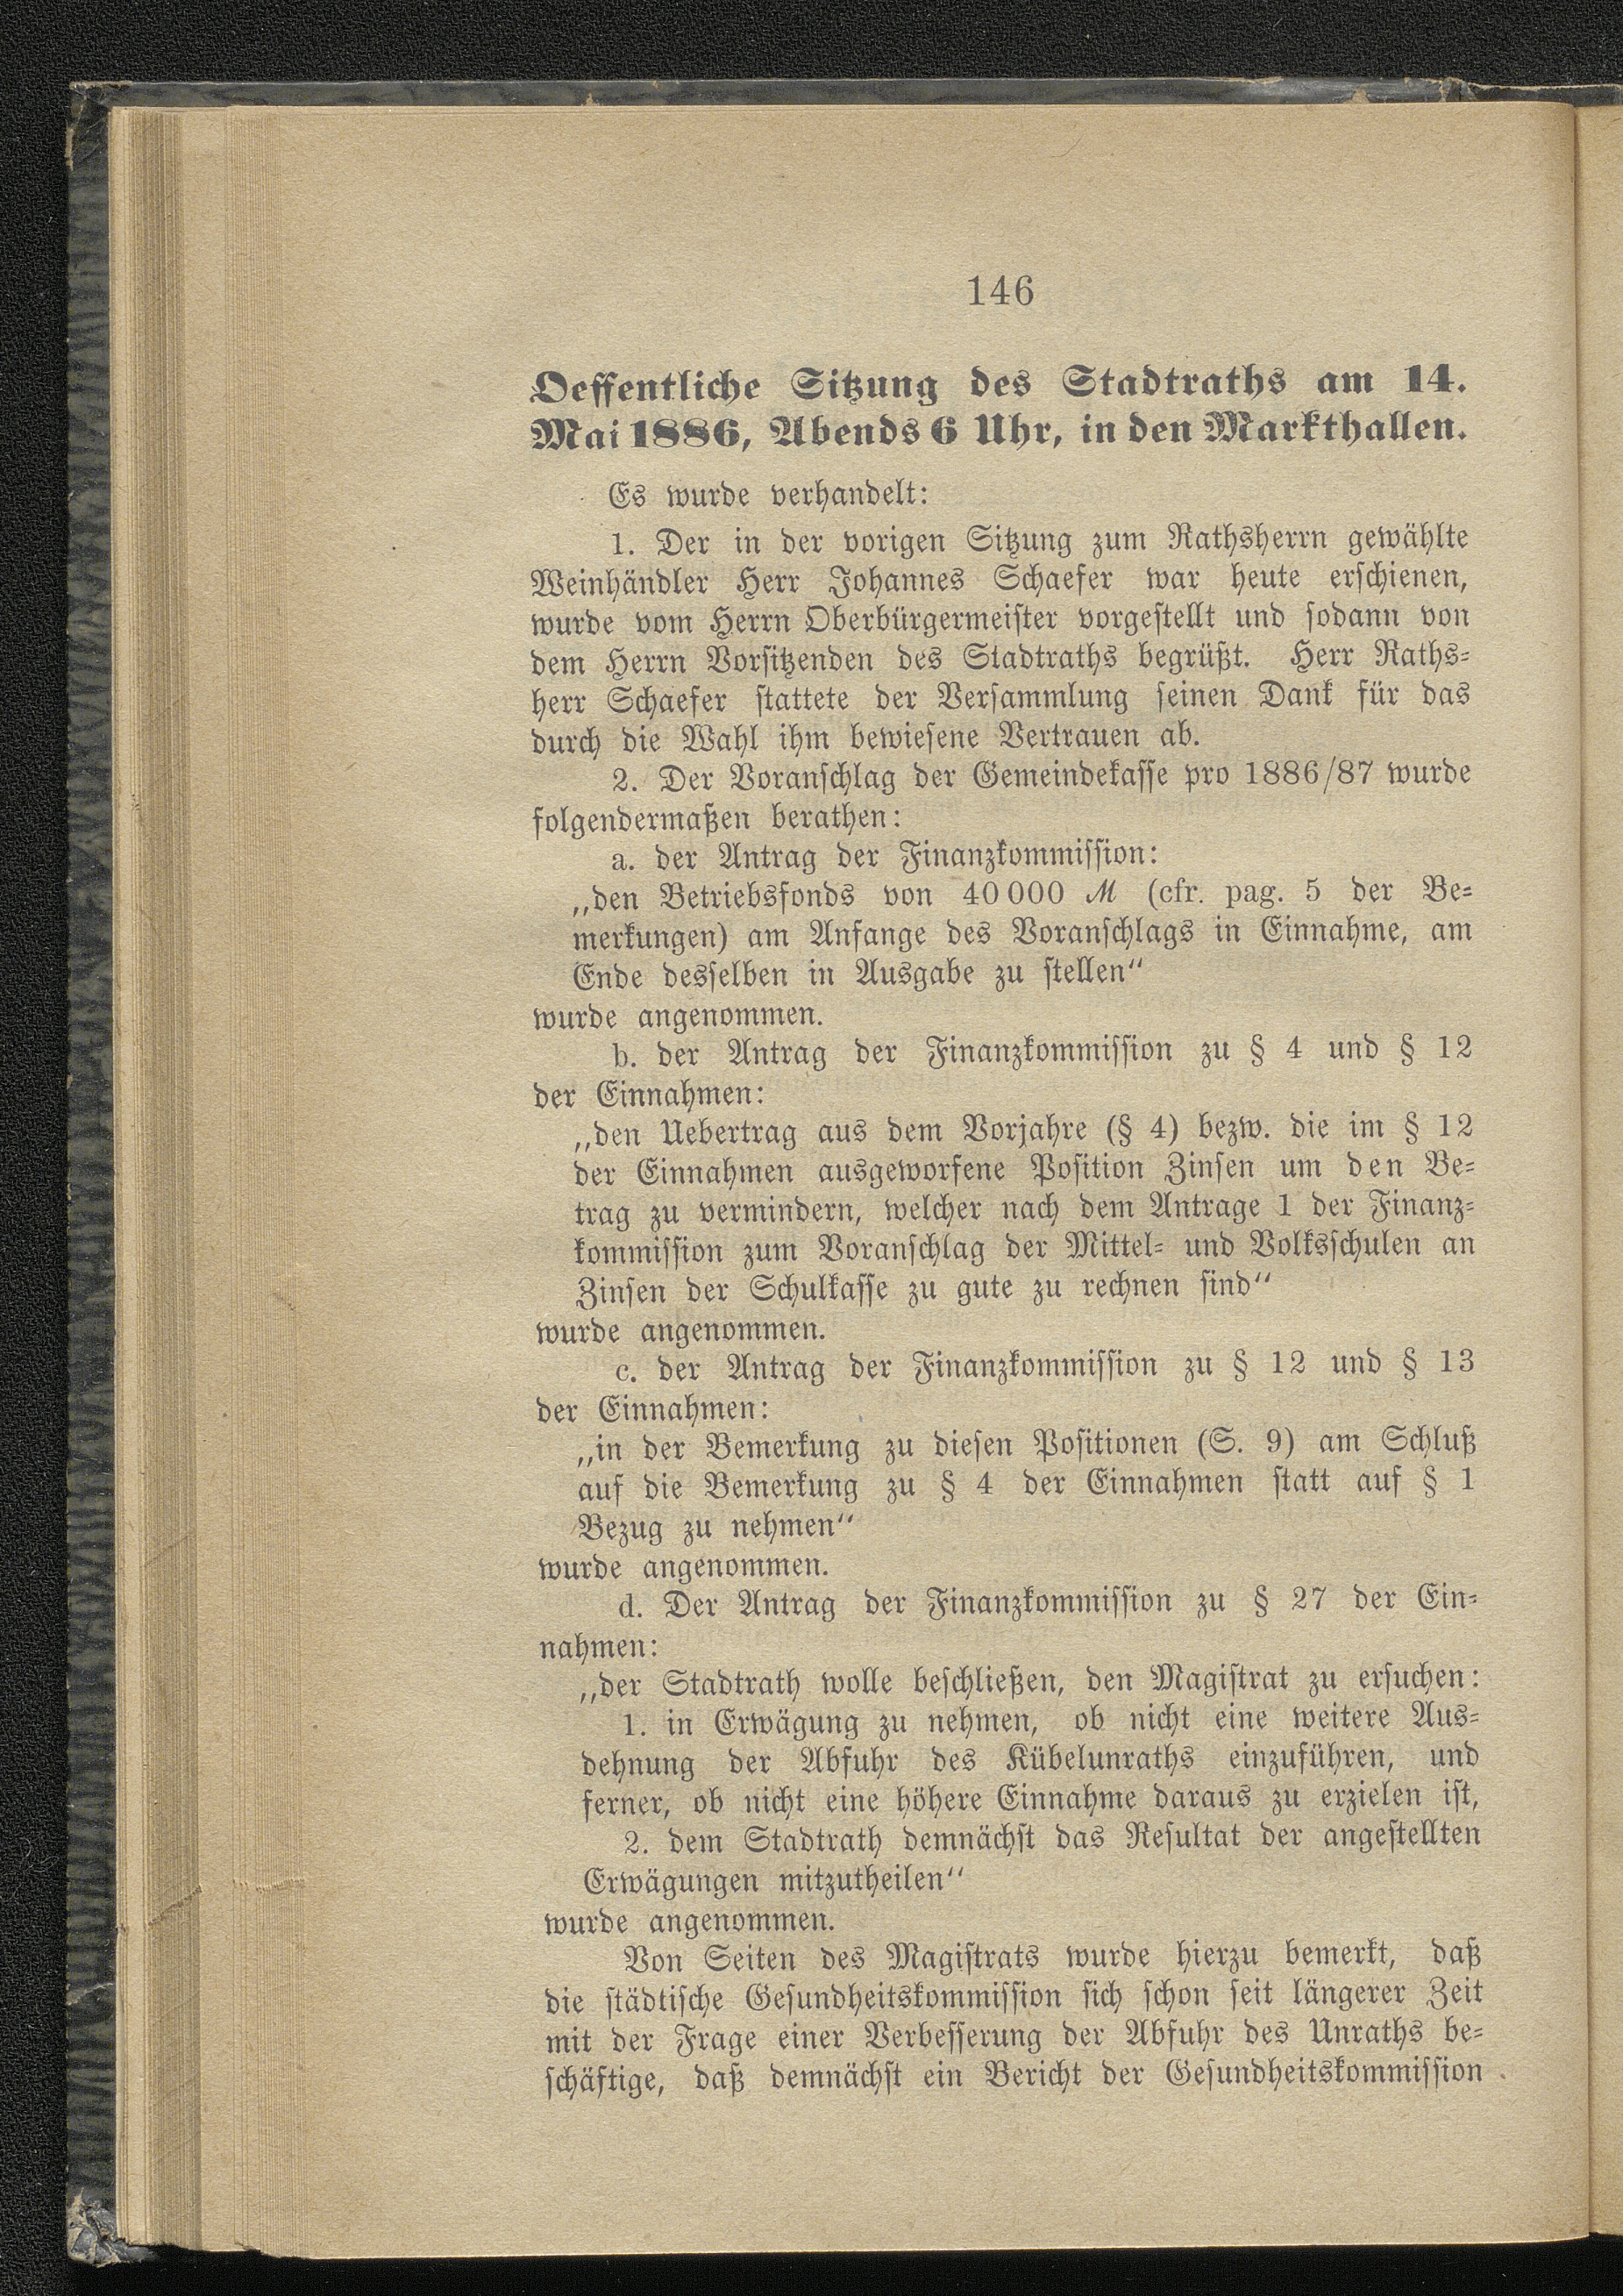 146
Oeffentliche Sitzung des Stadtraths am 14.
Mai 1886, Abends 6 Uhr, in den Markthallen.
Es wurde verhandelt:
1. Der in der vorigen Sitzung zum Rathsherrn gewählte
Weinhändler Herr Johannes Schaefer war heute erschienen,
wurde vom Herrn Oberbürgermeister vorgestellt und sodann von
dem Herrn Vorsitzenden des Stadtraths begrüßt. Herr Raths-
herr Schaefer stattete der Versammlung seinen Dank für das
durch die Wahl ihm bewiesene Vertrauen ab.
2. Der Voranschlag der Gemeindekasse pro 1886/87 wurde
folgendermaßen berathen:
a. der Antrag der Finanzkommission:
„den Betriebsfonds von 40000 ℳ (cfr. pag. 5 der Be-
merkungen) am Anfange des Voranschlags in Einnahme, am
Ende desselben in Ausgabe zu stellen“
wurde angenommen.
b. der Antrag der Finanzkommission zu § 4 und § 12
der Einnahmen:
„den Uebertrag aus dem Vorjahre (§ 4) bezw. die im § 12
der Einnahmen ausgeworfene Position Zinsen um den Be-
trag zu vermindern, welcher nach dem Antrage 1 der Finanz-
kommission zum Voranschlag der Mittel- und Volksschulen an
Zinsen der Schulkasse zu gute zu rechnen sind“
wurde angenommen.
c. der Antrag der Finanzkommission zu § 12 und § 13
der Einnahmen:
„in der Bemerkung zu diesen Positionen (S. 9) am Schluß
auf die Bemerkung zu § 4 der Einnahmen statt auf § 1
Bezug zu nehmen“
wurde angenommen.
d. Der Antrag der Finanzkommission zu § 27 der Ein-
nahmen:
„der Stadtrath wolle beschließen, den Magistrat zu ersuchen:
1. in Erwägung zu nehmen, ob nicht eine weitere Aus-
dehnung der Abfuhr des Kübelunraths einzuführen, und
ferner, ob nicht eine höhere Einnahme daraus zu erzielen ist,
2. dem Stadtrath demnächst das Resultat der angestellten
Erwägungen mitzutheilen“
wurde angenommen.
Von Seiten des Magistrats wurde hierzu bemerkt, daß
die städtische Gesundheitskommission sich schon seit längerer Zeit
mit der Frage einer Verbesserung der Abfuhr des Unraths be-
schäftige, daß demnächst ein Bericht der Gesundheitskommission